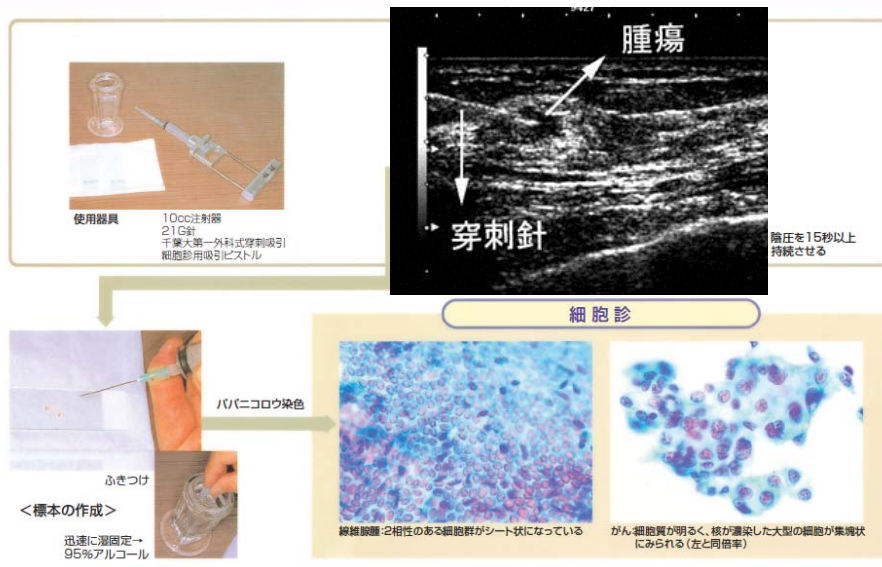 腫瘍
穿刺針
使用器具
10cc注射器
21G針
千葉大第一外科式穿刺吸引
細胞診用吸引ピストル
陰圧を15秒以上
持続させる
細胞診
パパニコロウ染色
ふきつけ
<標本の作成>
迅速に湿固定→
95%アルコール
線維腺腫:2相性のある細胞群がシート状になっている
がん:細胞質が明るく、核が濃染した大型の細胞が集塊状
にみられる(左と同倍率)